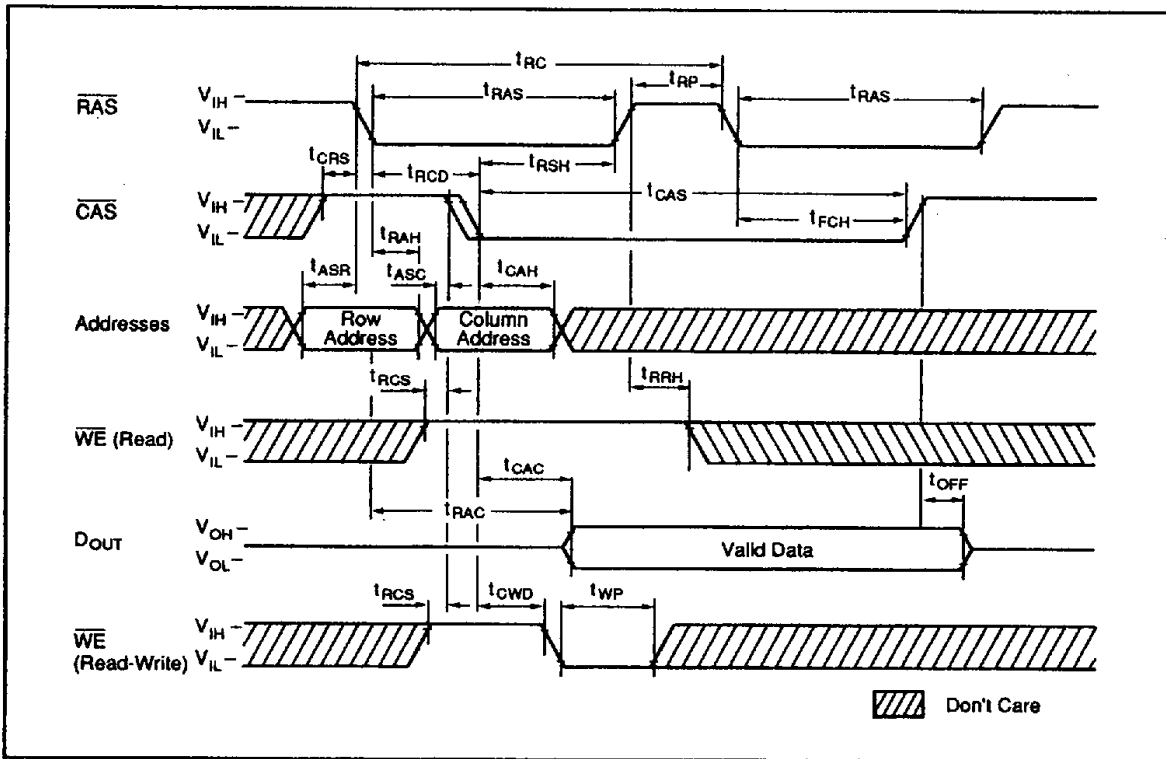 tRC
tRP
RAS VIH tRAS tRAS
VIL
tCRS tRCD tRSH
tCAS
CAS VIH
VIL tFCH
tRAH
tASR tASC tCAH
Addresses VIH Row Address Column Address
VIL
tRCS tRRH
WE (Read) VIH
VIL
tCAC tOFF
tRAC
DOUT VOH
VOL Valid Data
tRCS tCWD tWP
WE VIH
(Read-Write) VIL
Don't Care